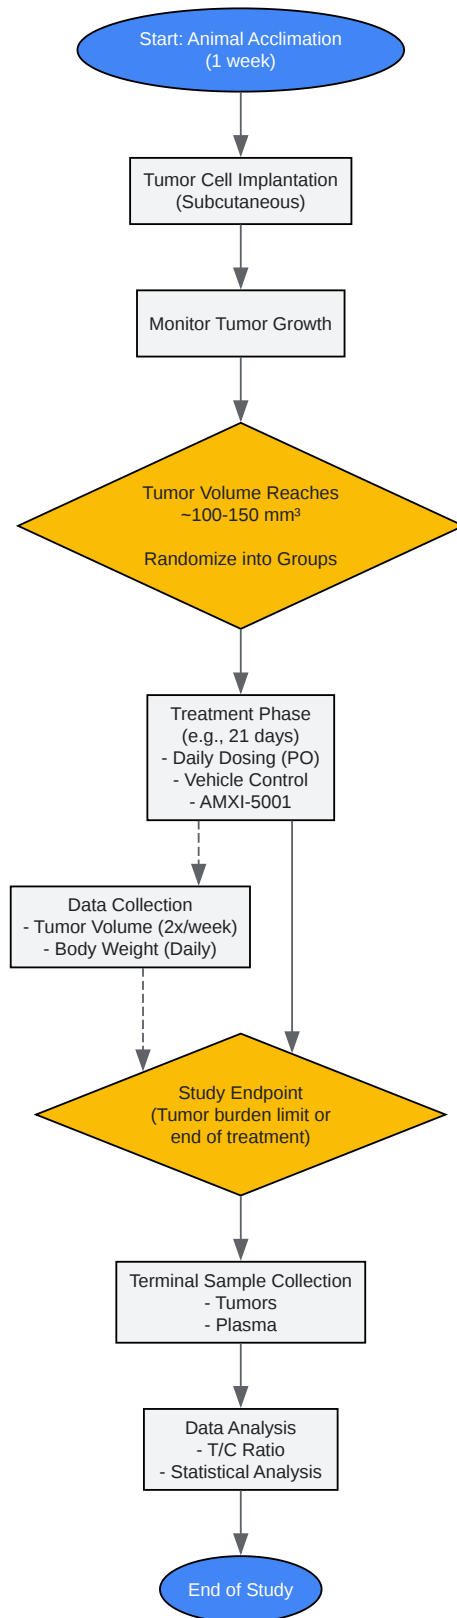 Start: Animal Acclimation
(1 week)
Tumor Cell Implantation
(Subcutaneous)
Monitor Tumor Growth
Tumor Volume Reaches
~100-150 mm³
Randomize into Groups
Treatment Phase
(e.g., 21 days)
- Daily Dosing (PO)
- Vehicle Control
- AMXI-5001
Data Collection
- Tumor Volume (2x/week)
- Body Weight (Daily)
Study Endpoint
(Tumor burden limit or
end of treatment)
Terminal Sample Collection
- Tumors
- Plasma
Data Analysis
- T/C Ratio
- Statistical Analysis
End of Study